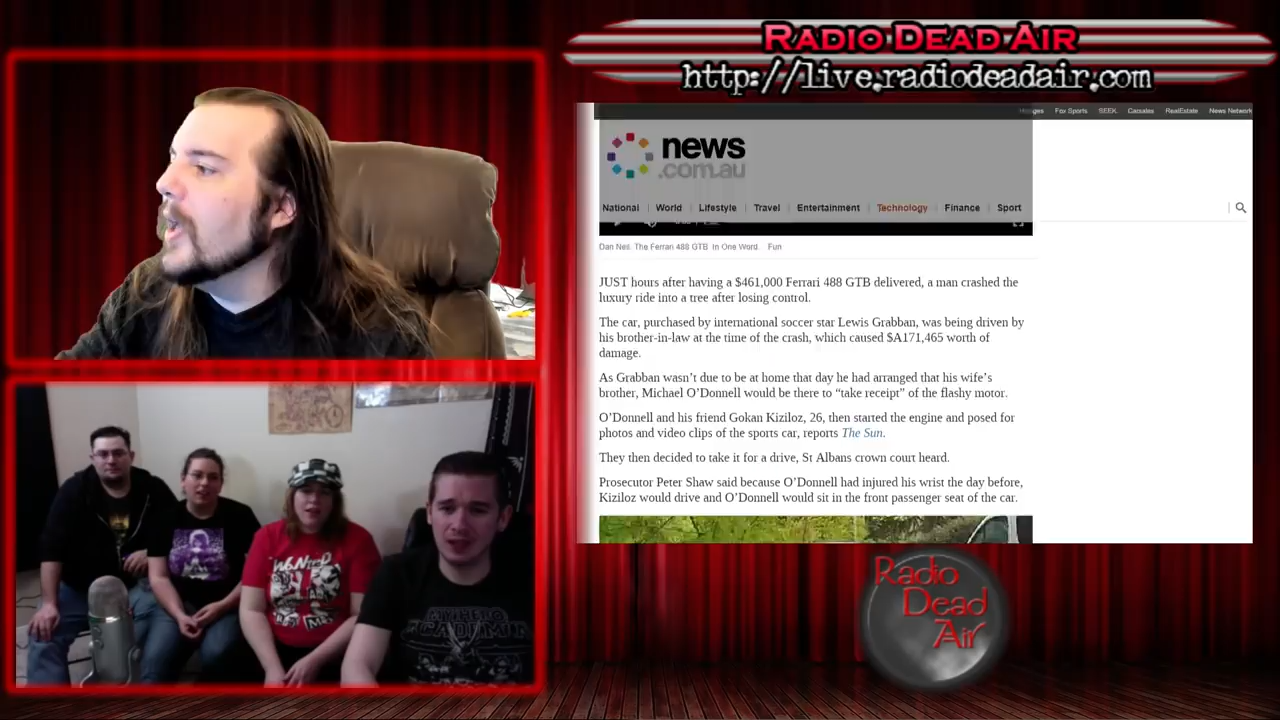 RADIO DEAD AIR
http://live.radiodeadair.com
Fox Sports SEEK Carsales RealEstate News Network
news
.com.au
National World Lifestyle Travel Entertainment Technology Finance Sport
Dan Neil: The Ferrari 488 GTB In One Word: Fun
JUST hours after having a $461,000 Ferrari 488 GTB delivered, a man crashed the
luxury ride into a tree after losing control.
The car, purchased by international soccer star Lewis Grabban, was being driven by
his brother-in-law at the time of the crash, which caused $A171,465 worth of
damage.
As Grabban wasn’t due to be at home that day he had arranged that his wife’s
brother, Michael O’Donnell would be there to “take receipt” of the flashy motor.
O’Donnell and his friend Gokan Kiziloz, 26, then started the engine and posed for
photos and video clips of the sports car, reports The Sun.
They then decided to take it for a drive, St Albans crown court heard.
Prosecutor Peter Shaw said because O’Donnell had injured his wrist the day before,
Kiziloz would drive and O’Donnell would sit in the front passenger seat of the car.
WANTED
MY HERO
ACADEMIA
Radio
Dead
Air